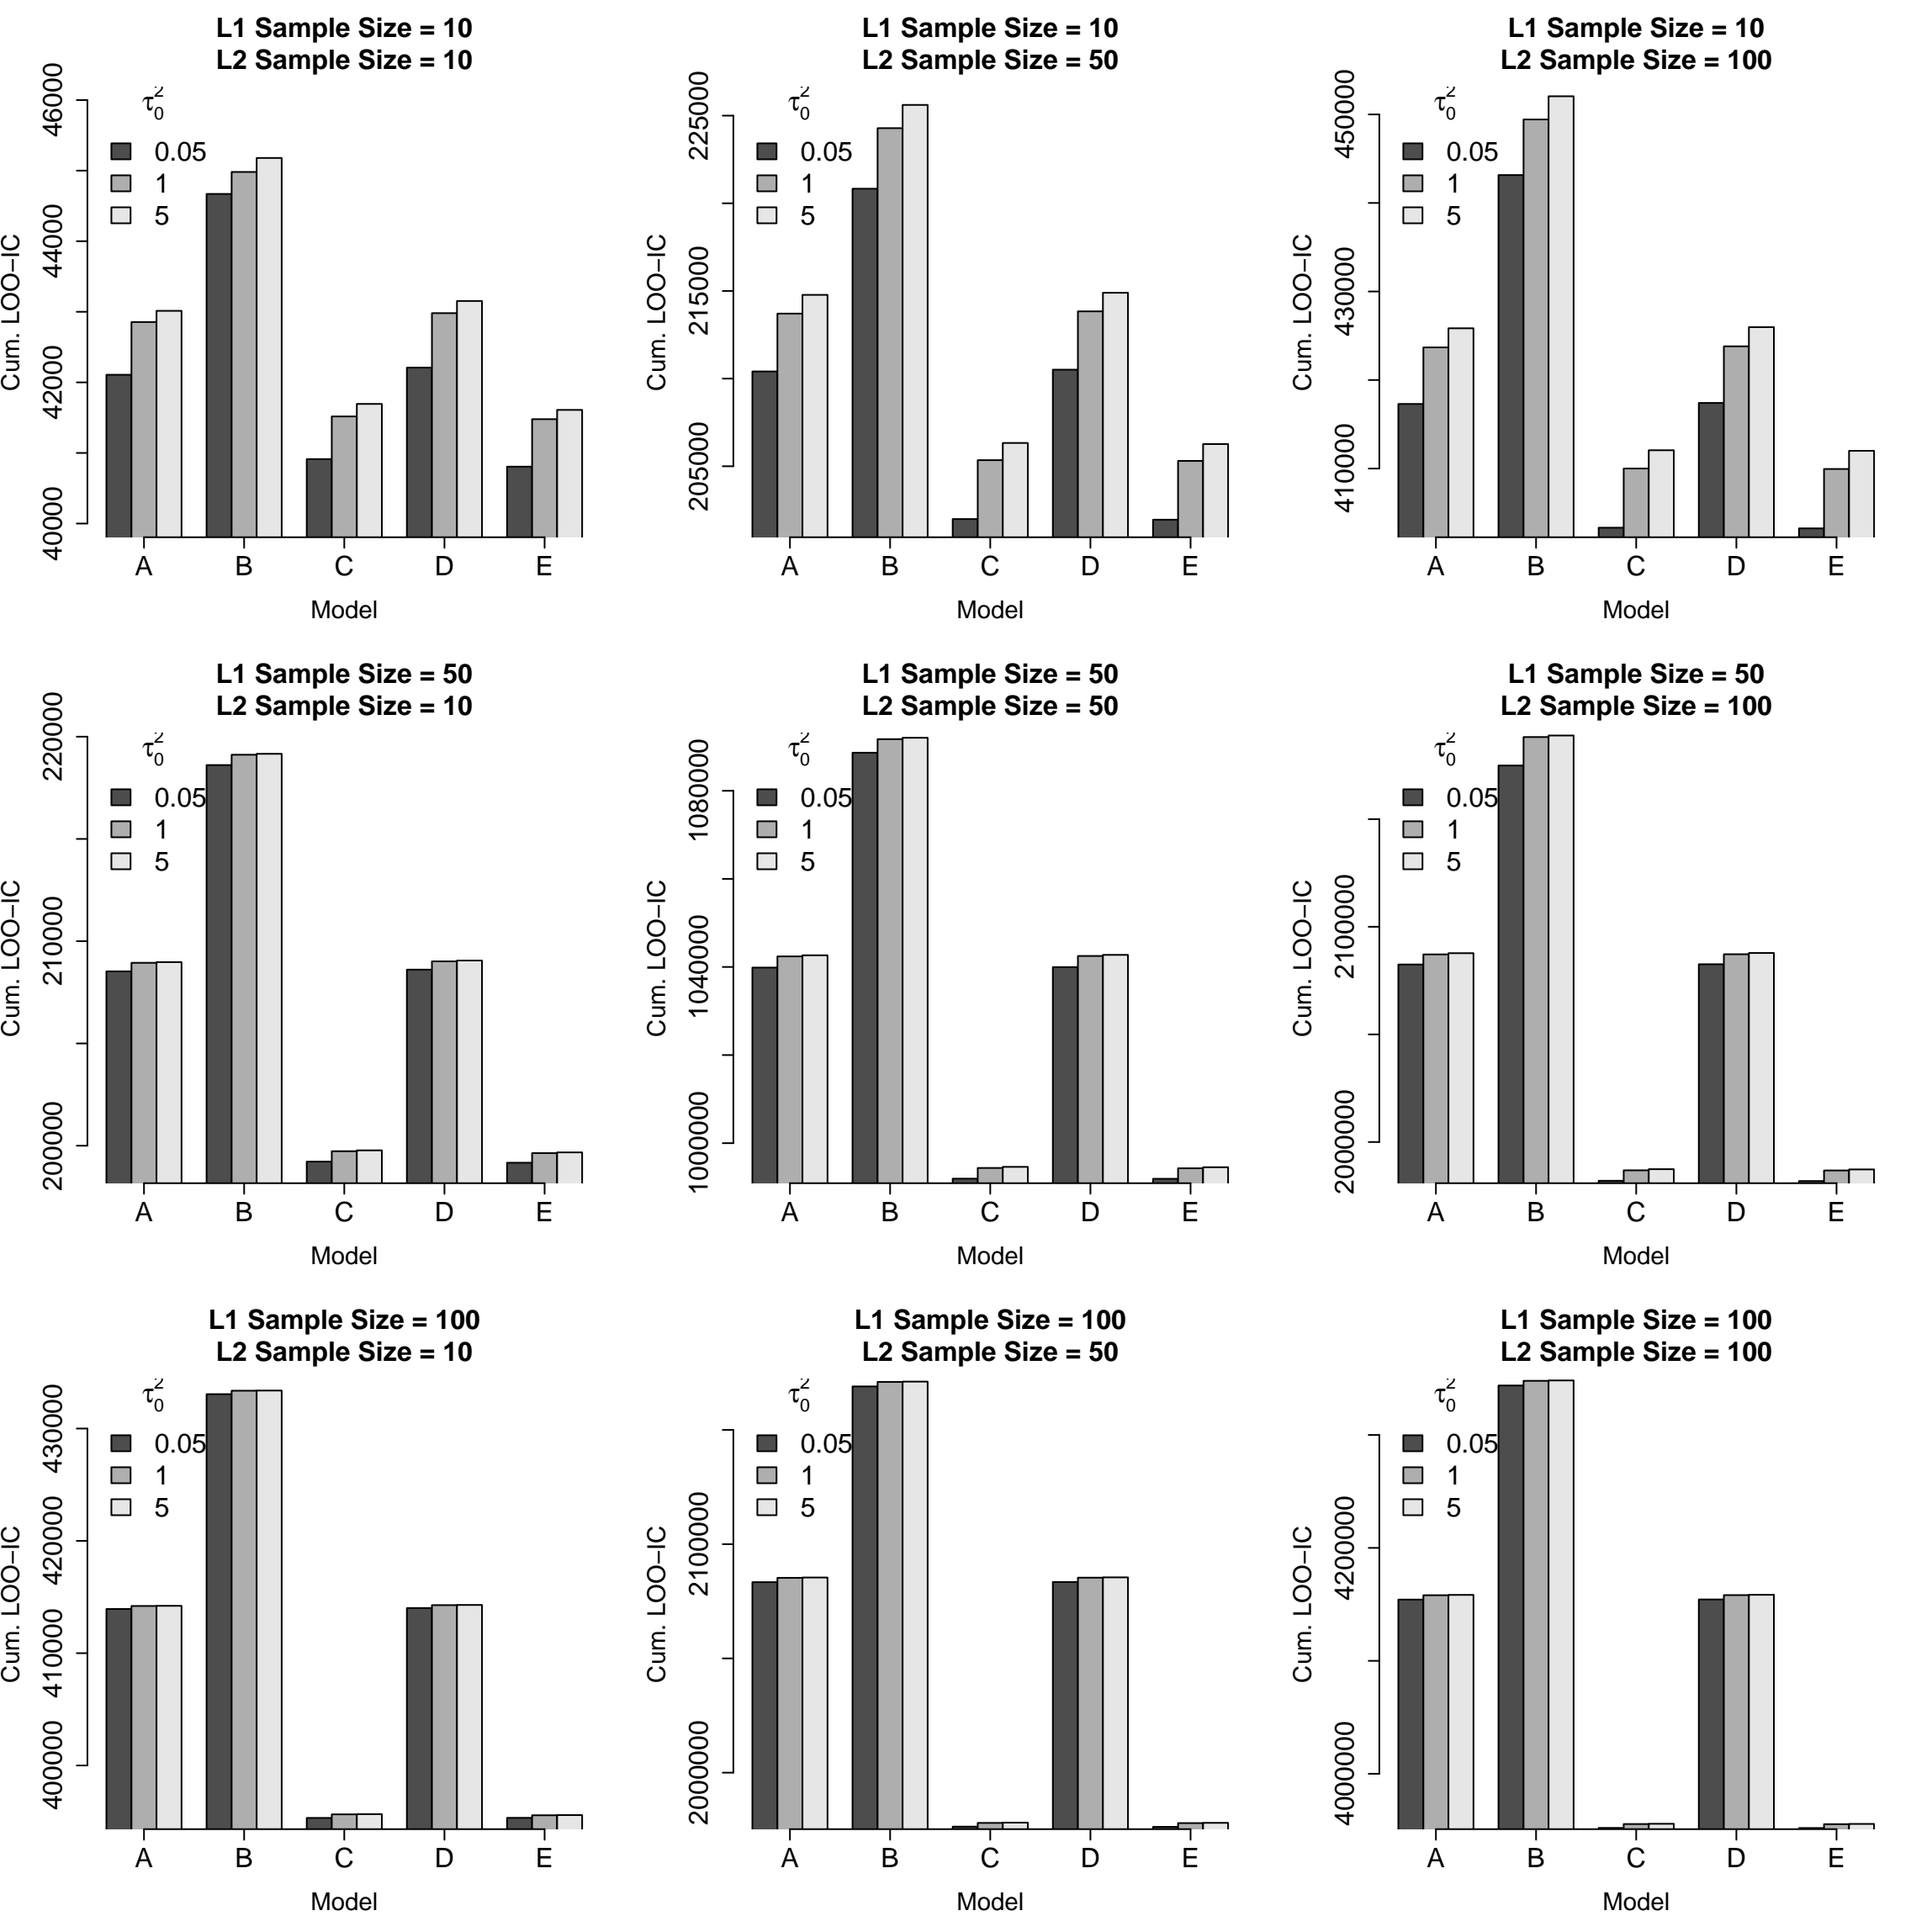 L1 Sample Size = 10
L2 Sample Size = 10
τ₀²
0.05
1
5
46000
44000
42000
40000
Cum. LOO−IC
A B C D E
Model
L1 Sample Size = 10
L2 Sample Size = 50
τ₀²
0.05
1
5
225000
215000
205000
Cum. LOO−IC
A B C D E
Model
L1 Sample Size = 10
L2 Sample Size = 100
τ₀²
0.05
1
5
450000
430000
410000
Cum. LOO−IC
A B C D E
Model
L1 Sample Size = 50
L2 Sample Size = 10
τ₀²
0.05
1
5
220000
210000
200000
Cum. LOO−IC
A B C D E
Model
L1 Sample Size = 50
L2 Sample Size = 50
τ₀²
0.05
1
5
1080000
1040000
1000000
Cum. LOO−IC
A B C D E
Model
L1 Sample Size = 50
L2 Sample Size = 100
τ₀²
0.05
1
5
2100000
2000000
Cum. LOO−IC
A B C D E
Model
L1 Sample Size = 100
L2 Sample Size = 10
τ₀²
0.05
1
5
430000
420000
410000
400000
Cum. LOO−IC
A B C D E
Model
L1 Sample Size = 100
L2 Sample Size = 50
τ₀²
0.05
1
5
2100000
2000000
Cum. LOO−IC
A B C D E
Model
L1 Sample Size = 100
L2 Sample Size = 100
τ₀²
0.05
1
5
4200000
4000000
Cum. LOO−IC
A B C D E
Model